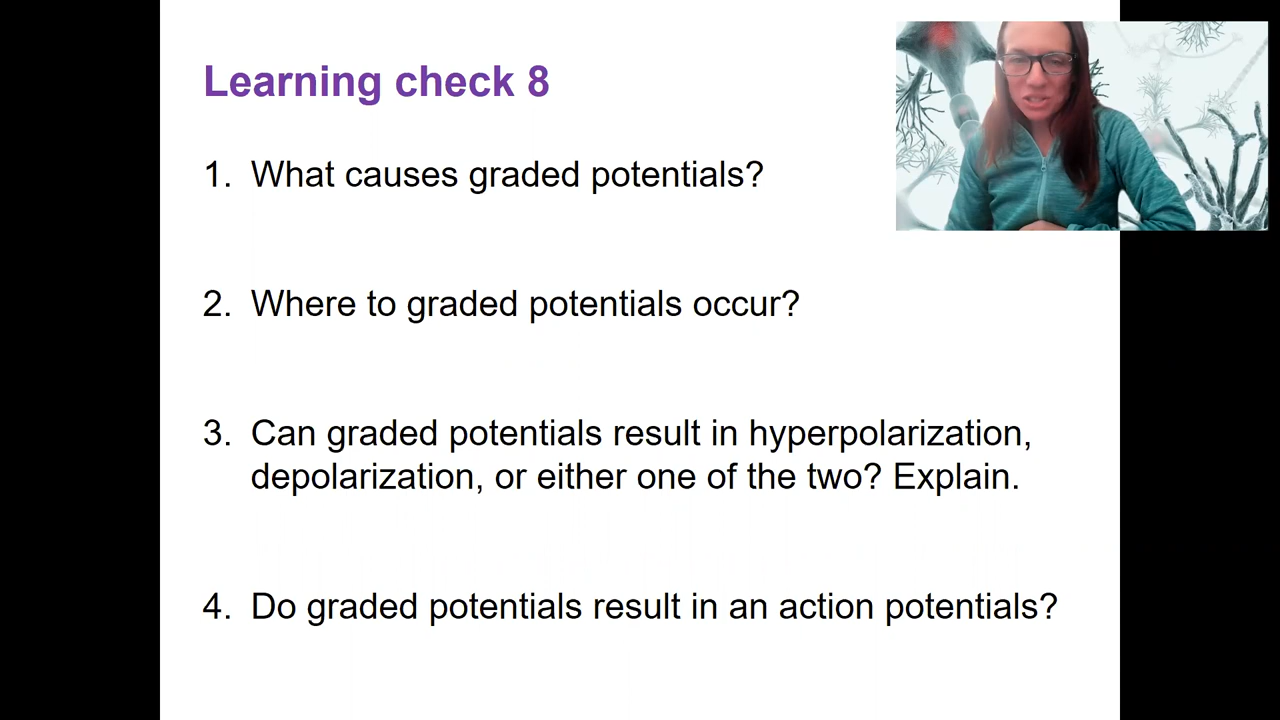 Learning check 8
1. What causes graded potentials?
2. Where to graded potentials occur?
3. Can graded potentials result in hyperpolarization,
depolarization, or either one of the two? Explain.
4. Do graded potentials result in an action potentials?